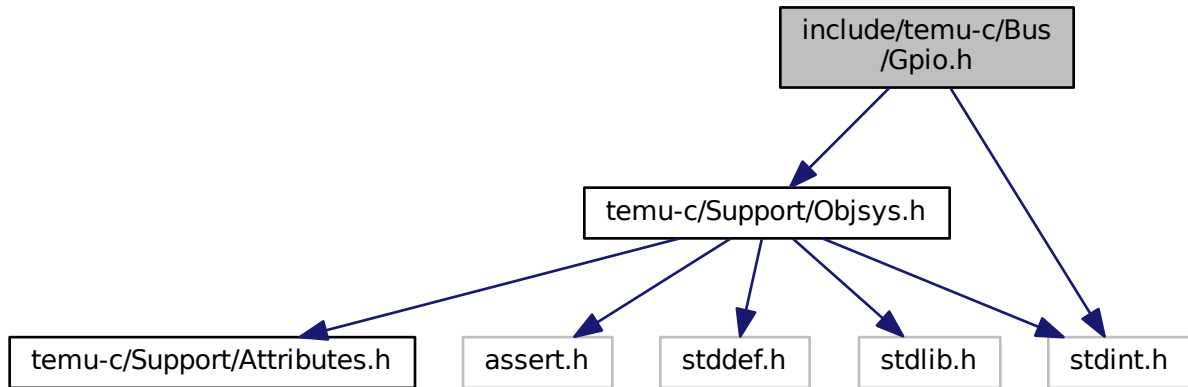 include/temu-c/Bus
/Gpio.h
temu-c/Support/Objsys.h
temu-c/Support/Attributes.h
assert.h
stddef.h
stdlib.h
stdint.h